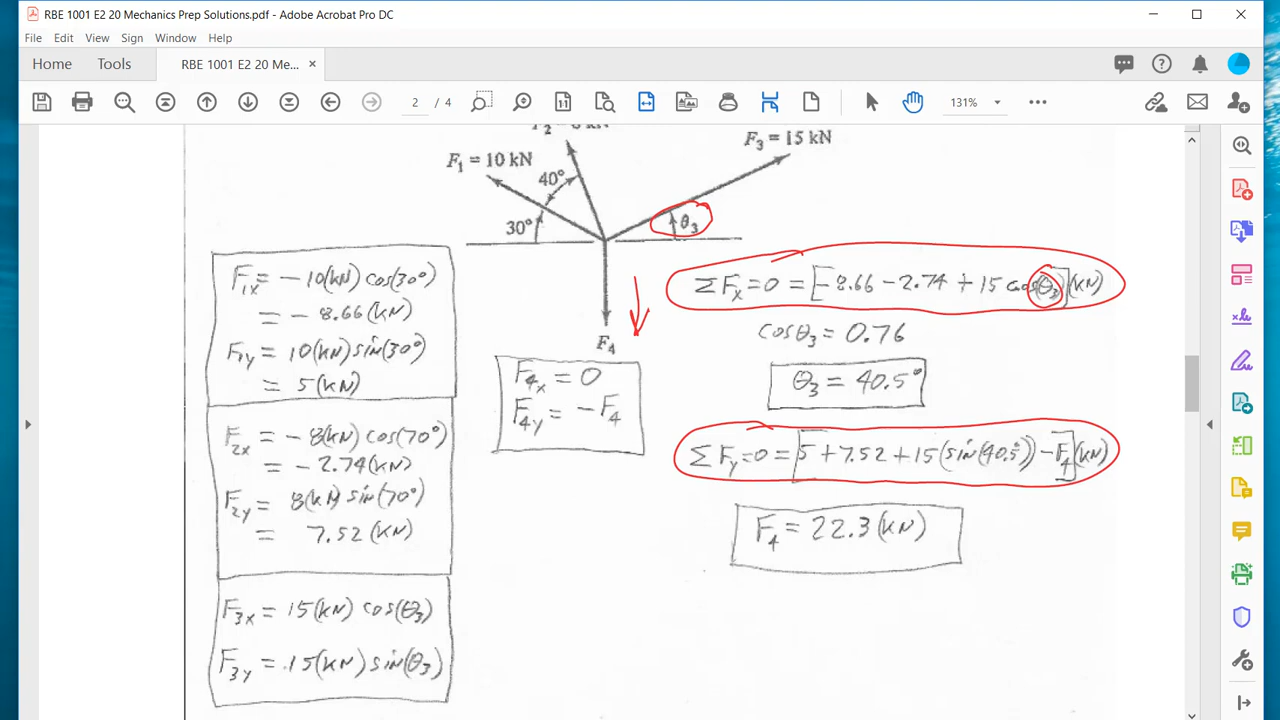 RBE 1001 E2 20 Mechanics Prep Solutions.pdf - Adobe Acrobat Pro DC
File Edit View Sign Window Help
Home Tools RBE 1001 E2 20 Me... ×
2 / 4 131%
F₃ = 15 kN
F₁ = 10 kN
40°
30°
θ₃
F₄
F₁ₓ = - 10(kN) cos(30°)
= - 8.66(kN)
F₁y = 10(kN) sin(30°)
= 5(kN)
F₂ₓ = -8(kN) cos(70°)
= -2.74(kN)
F₂y = 8(kN) sin(70°)
= 7.52(kN)
F₃ₓ = 15(kN) cos(θ₃)
F₃y = 15(kN) sin(θ₃)
F₄ₓ = 0
F₄y = -F₄
ΣFₓ = 0 = [-8.66 - 2.74 + 15 cos(θ₃)](kN)
cosθ₃ = 0.76
θ₃ = 40.5°
ΣFy = 0 = [5 + 7.52 + 15(sin(40.5°)) - F₄](kN)
F₄ = 22.3(kN)